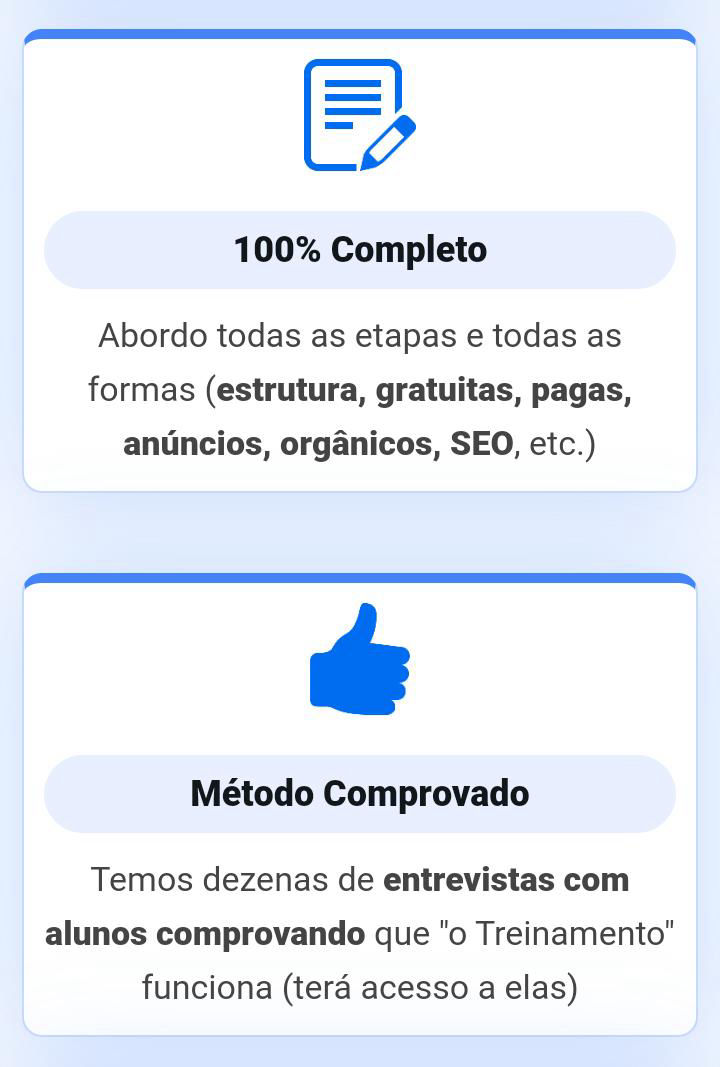 100% Completo
Abordo todas as etapas e todas as
formas (estrutura, gratuitas, pagas,
anúncios, orgânicos, SEO, etc.)
Método Comprovado
Temos dezenas de entrevistas com
alunos comprovando que "o Treinamento"
funciona (terá acesso a elas)